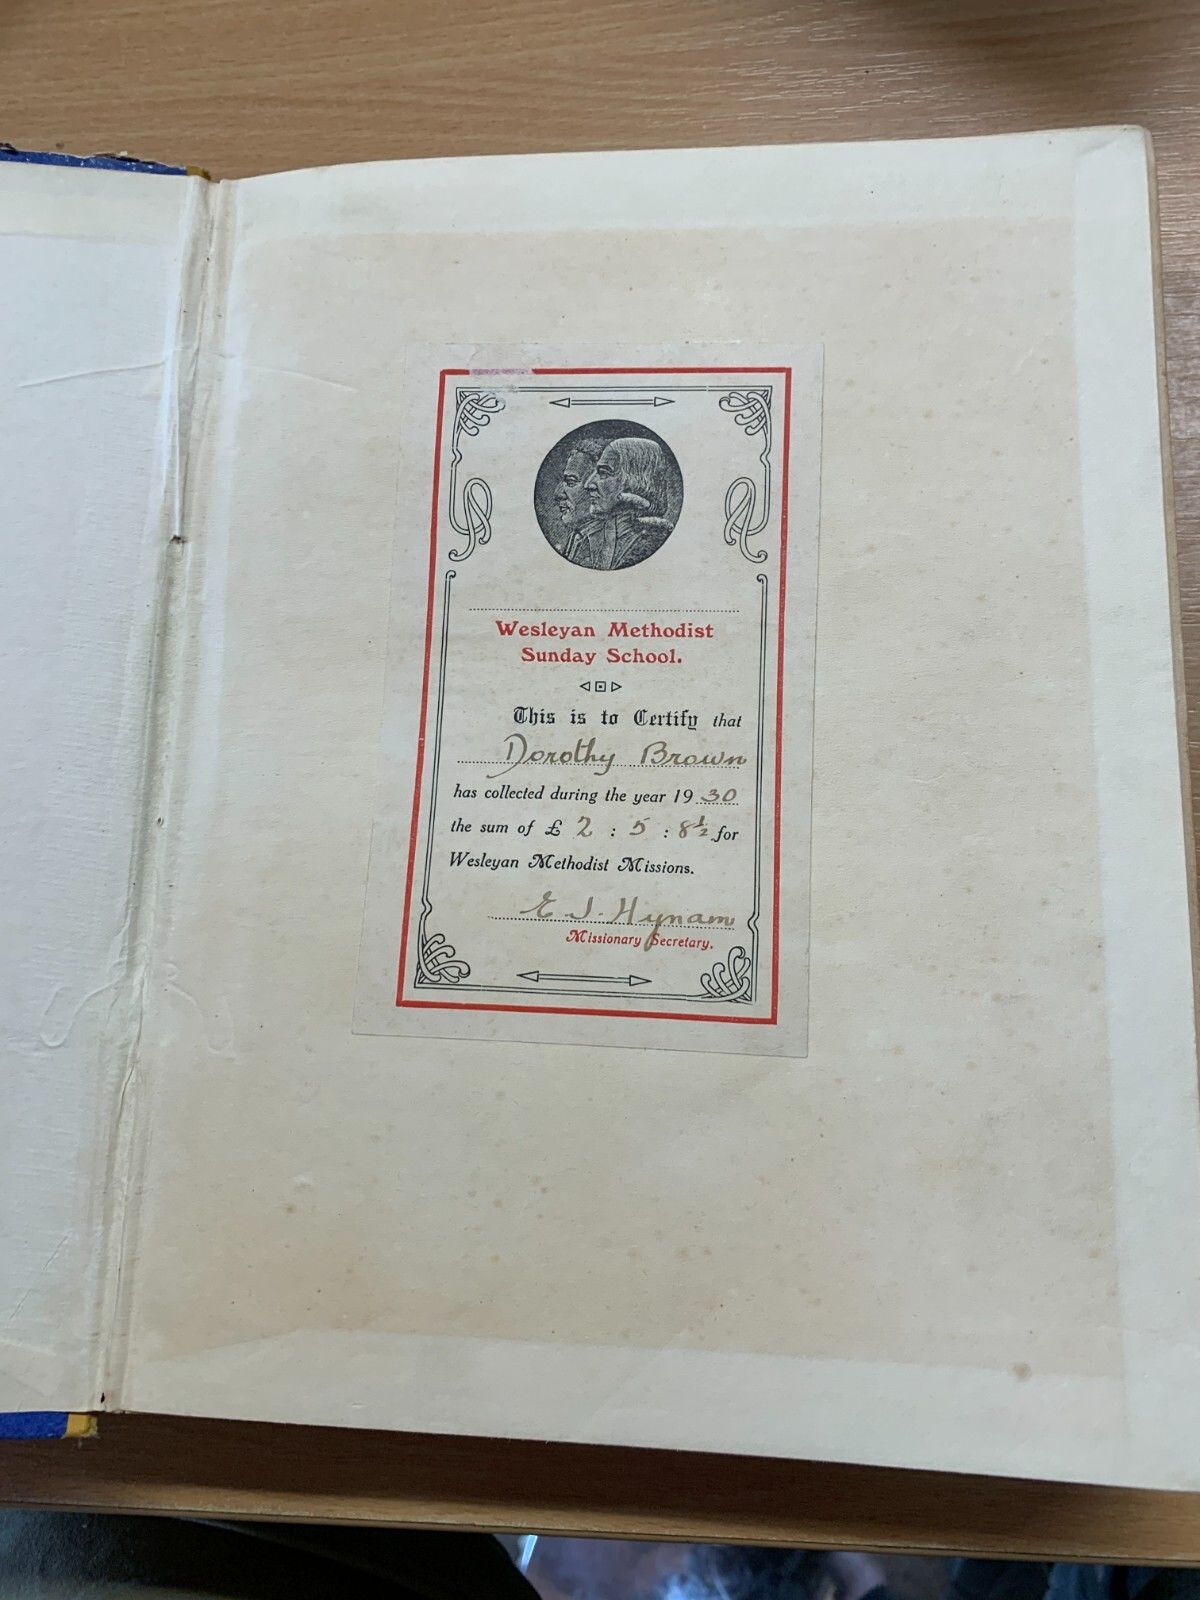 Wesleyan Methodist
Sunday School.
This is to Certify that
Dorothy Brown
has collected during the year 1930
the sum of £ 2 : 5 : 8½ for
Wesleyan Methodist Missions.
E J. Hynam
Missionary Secretary.